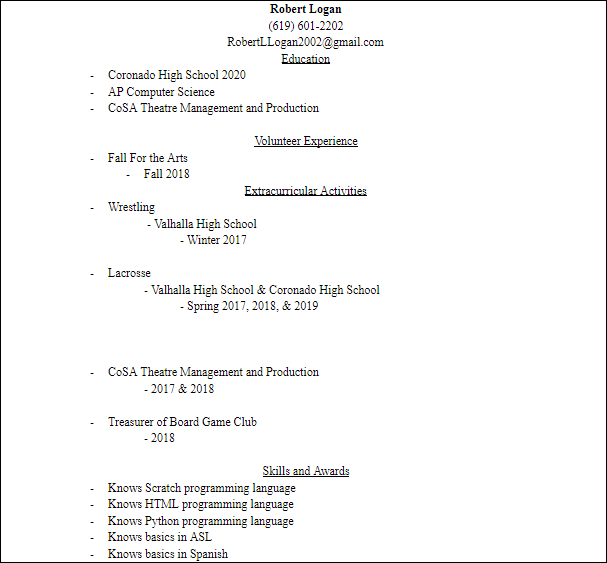 Robert Logan
(619) 601-2202
RobertLLogan2002@gmail.com
Education
- Coronado High School 2020
- AP Computer Science
- CoSA Theatre Management and Production
Volunteer Experience
- Fall For the Arts
- Fall 2018
Extracurricular Activities
- Wrestling
- Valhalla High School
- Winter 2017
- Lacrosse
- Valhalla High School & Coronado High School
- Spring 2017, 2018, & 2019
- CoSA Theatre Management and Production
- 2017 & 2018
- Treasurer of Board Game Club
- 2018
Skills and Awards
- Knows Scratch programming language
- Knows HTML programming language
- Knows Python programming language
- Knows basics in ASL
- Knows basics in Spanish